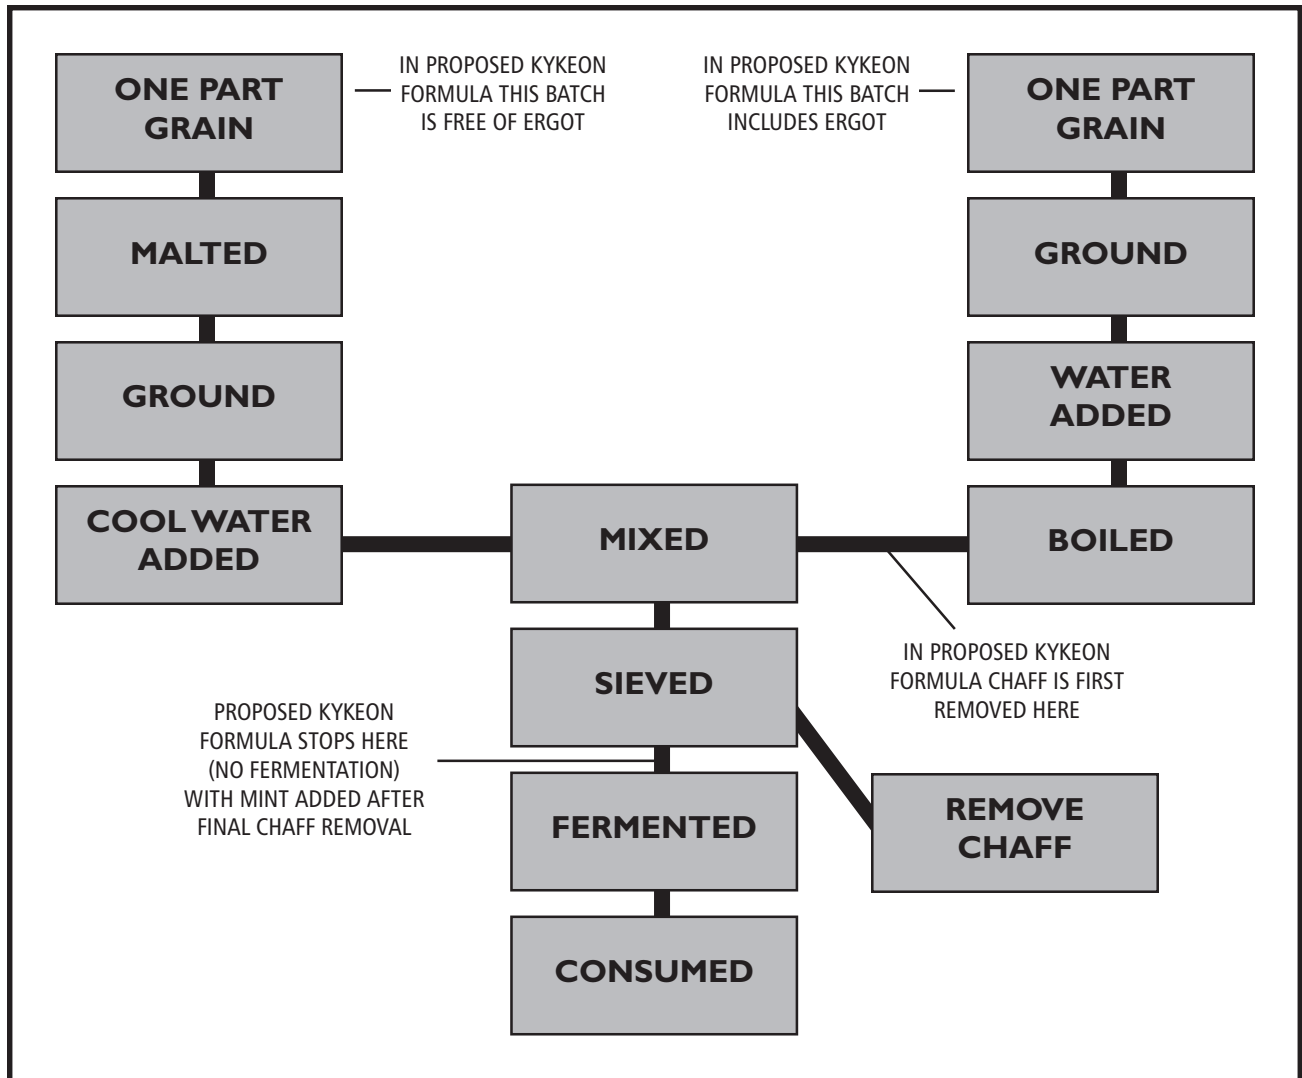 ONE PART
GRAIN
IN PROPOSED KYKEON
FORMULA THIS BATCH
IS FREE OF ERGOT
IN PROPOSED KYKEON
FORMULA THIS BATCH
INCLUDES ERGOT
ONE PART
GRAIN
MALTED
GROUND
GROUND
WATER
ADDED
COOL WATER
ADDED
MIXED
BOILED
SIEVED
IN PROPOSED KYKEON
FORMULA CHAFF IS FIRST
REMOVED HERE
PROPOSED KYKEON
FORMULA STOPS HERE
(NO FERMENTATION)
WITH MINT ADDED AFTER
FINAL CHAFF REMOVAL
FERMENTED
REMOVE
CHAFF
CONSUMED